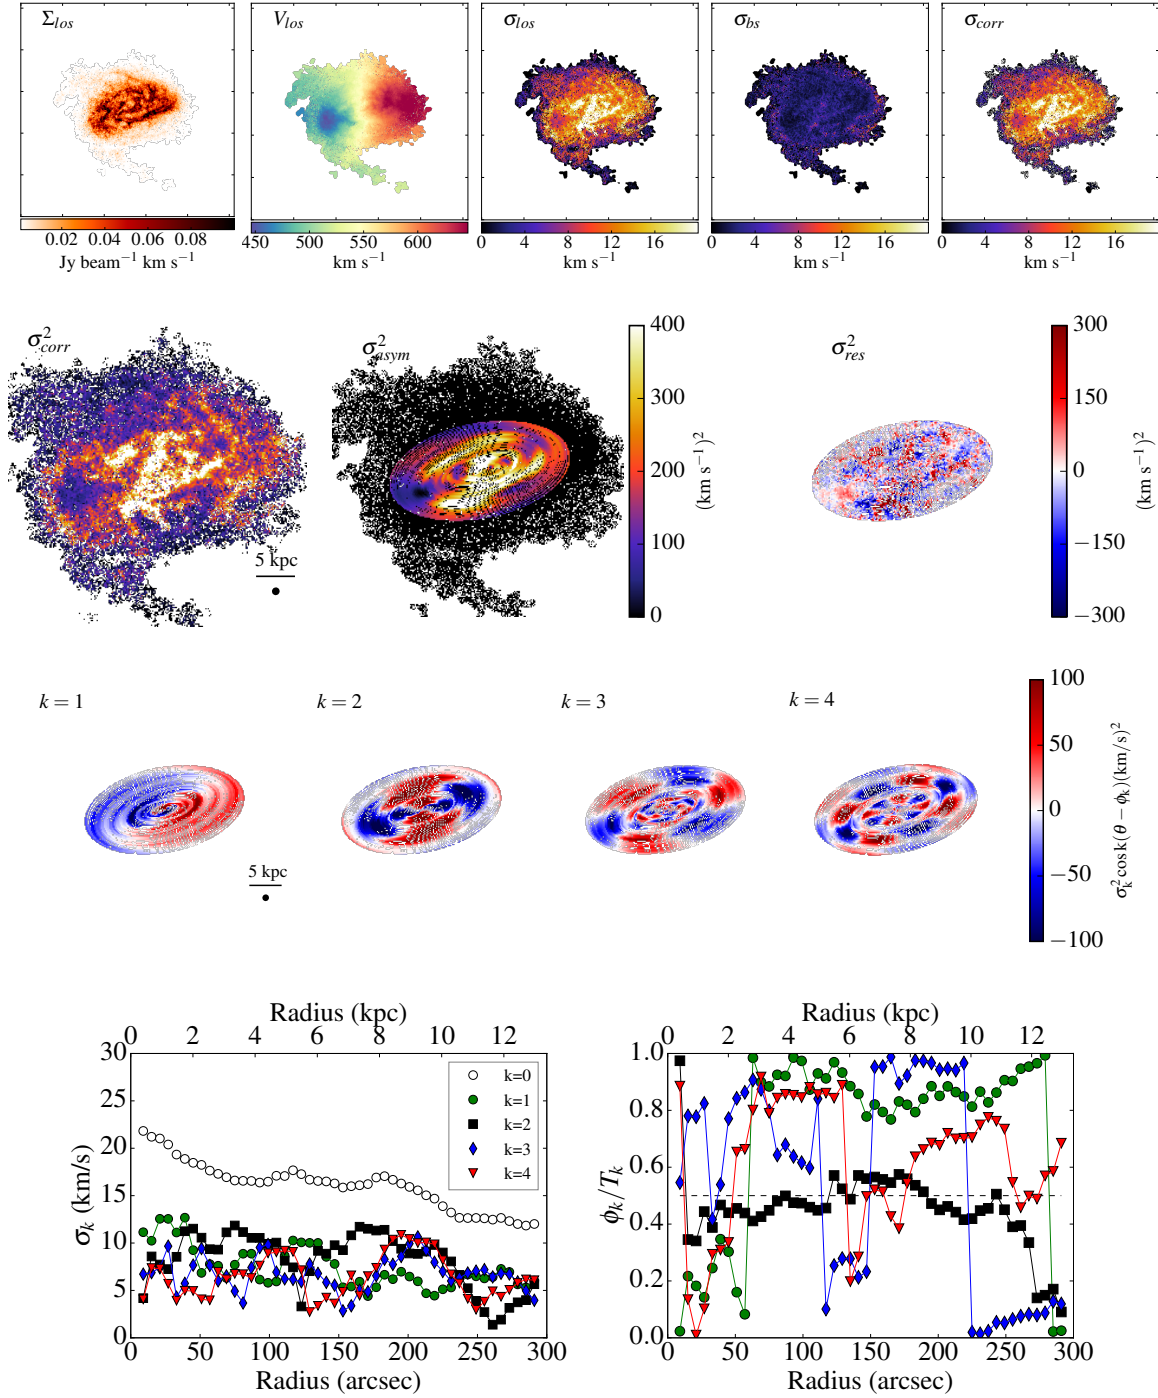 Σlos
Vlos
σlos
σbs
σcorr
0.02 0.04 0.06 0.08
450 500 550 600
0 4 8 12 16
0 4 8 12 16
0 4 8 12 16
Jy beam⁻¹ km s⁻¹
km s⁻¹
km s⁻¹
km s⁻¹
km s⁻¹
σ²corr
σ²asym
σ²res
400
300
200
100
0
(km s⁻¹)²
300
150
0
−150
−300
(km s⁻¹)²
5 kpc
k = 1
k = 2
k = 3
k = 4
100
50
0
−50
−100
σ²k cos k(θ − ϕk) (km/s)²
5 kpc
Radius (kpc)
0 2 4 6 8 10 12
30
25
20
15
10
5
0
σk (km/s)
k=0
k=1
k=2
k=3
k=4
0 50 100 150 200 250 300
Radius (arcsec)
Radius (kpc)
0 2 4 6 8 10 12
1.0
0.8
0.6
0.4
0.2
0.0
ϕk/Tk
0 50 100 150 200 250 300
Radius (arcsec)